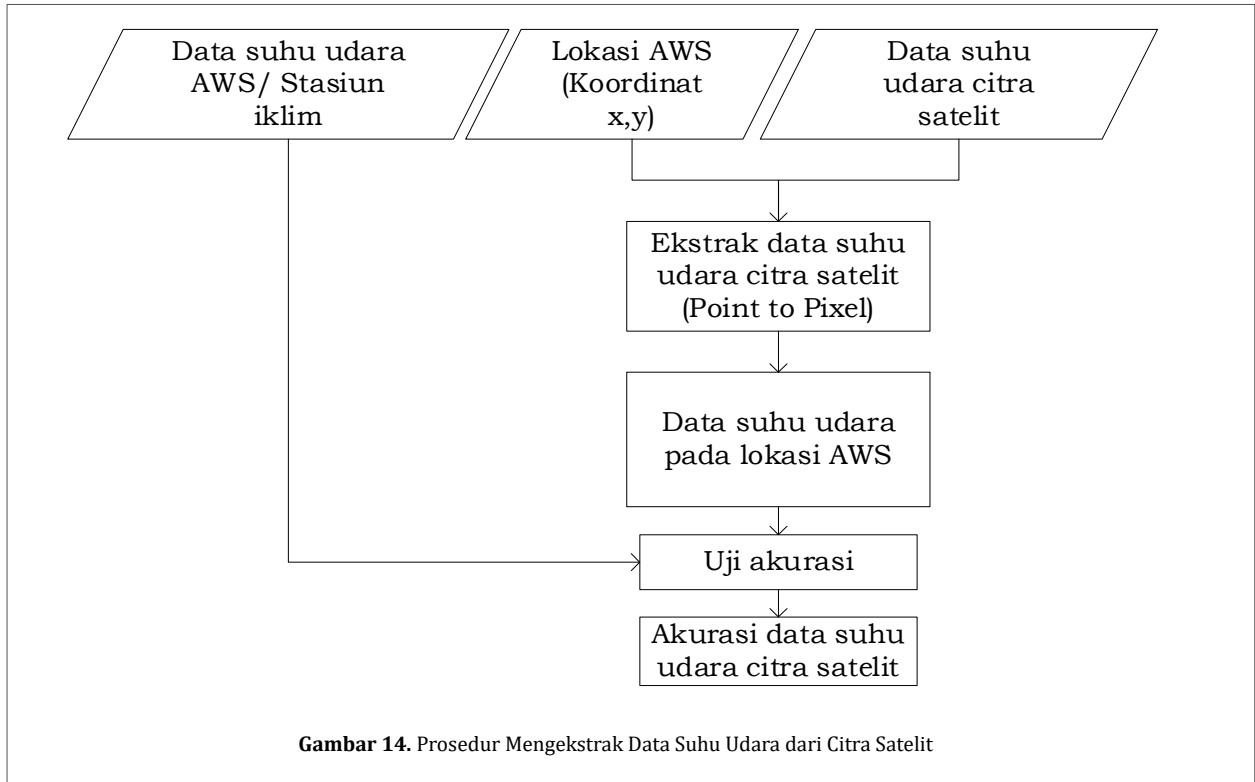 Data suhu udara
AWS/ Stasiun
iklim
Lokasi AWS
(Koordinat
x,y)
Data suhu
udara citra
satelit
Ekstrak data suhu
udara citra satelit
(Point to Pixel)
Data suhu udara
pada lokasi AWS
Uji akurasi
Akurasi data suhu
udara citra satelit
Gambar 14. Prosedur Mengekstrak Data Suhu Udara dari Citra Satelit